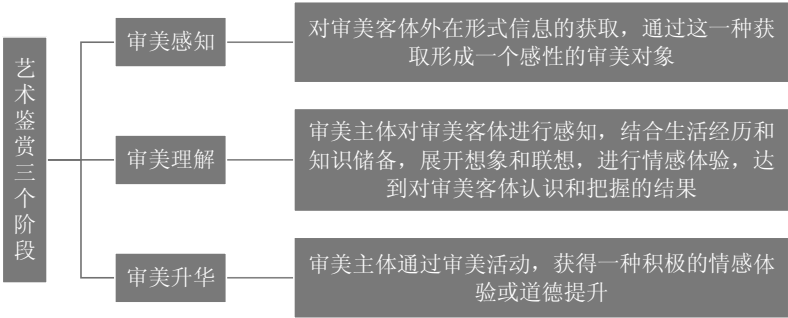 艺术鉴赏三个阶段
审美感知
对审美客体外在形式信息的获取，通过这一种获
取形成一个感性的审美对象
审美理解
审美主体对审美客体进行感知，结合生活经历和
知识储备，展开想象和联想，进行情感体验，达
到对审美客体认识和把握的结果
审美升华
审美主体通过审美活动，获得一种积极的情感体
验或道德提升